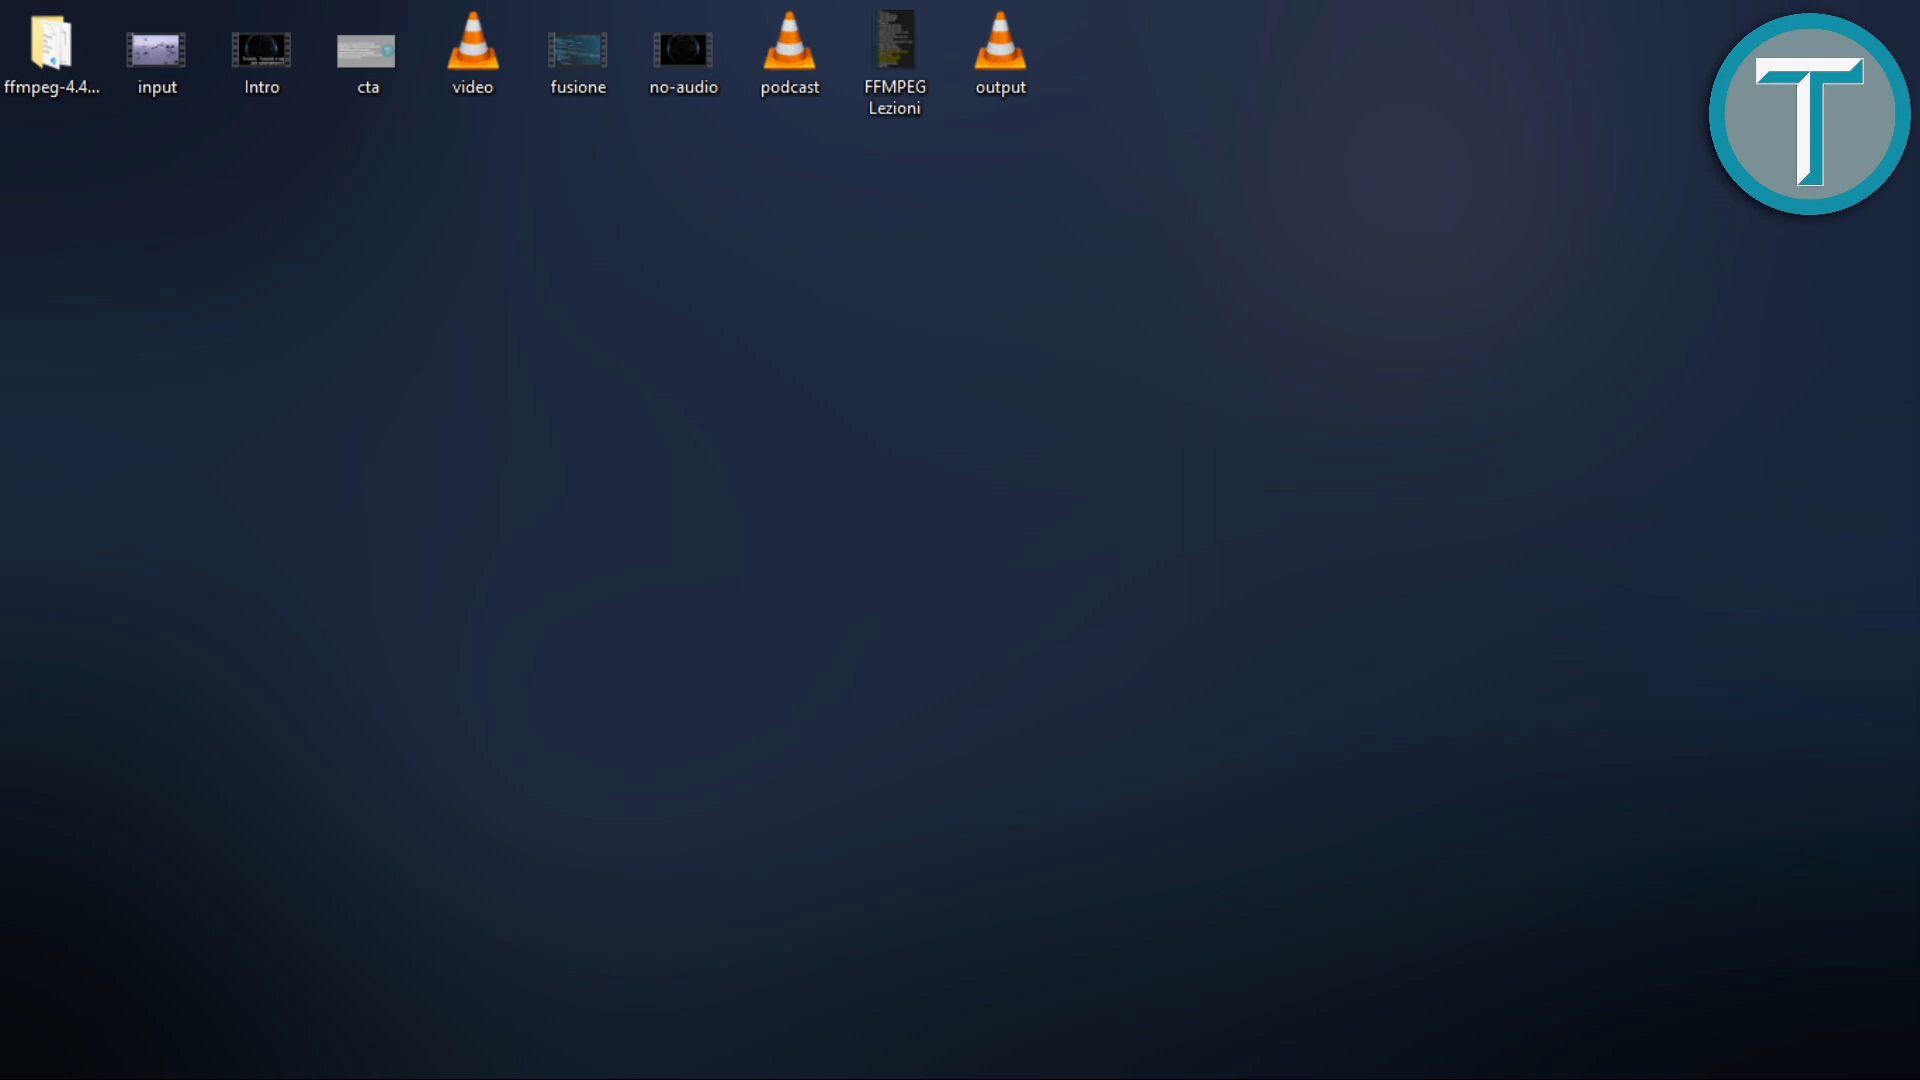 ffmpeg-4.4...
input
Intro
cta
video
fusione
no-audio
podcast
FFMPEG
Lezioni
output
T